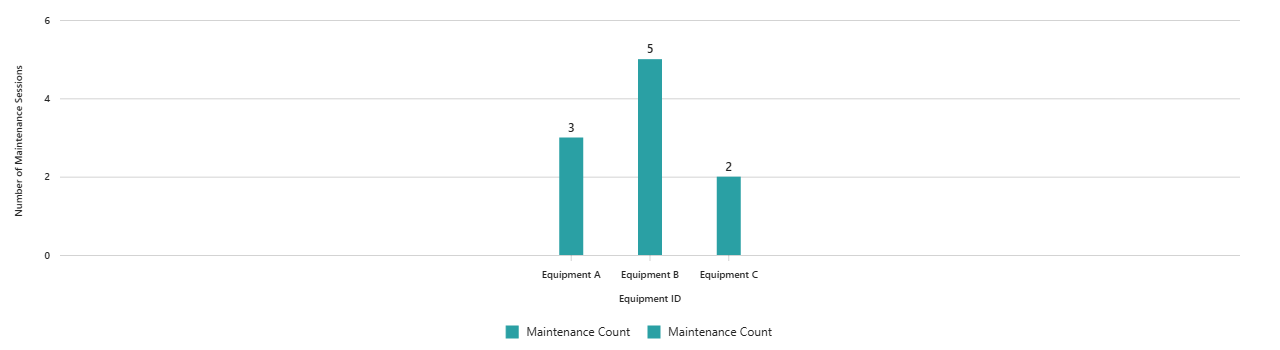 6
4
2
0
Number of Maintenance Sessions
3
5
2
Equipment A
Equipment B
Equipment C
Equipment ID
Maintenance Count
Maintenance Count